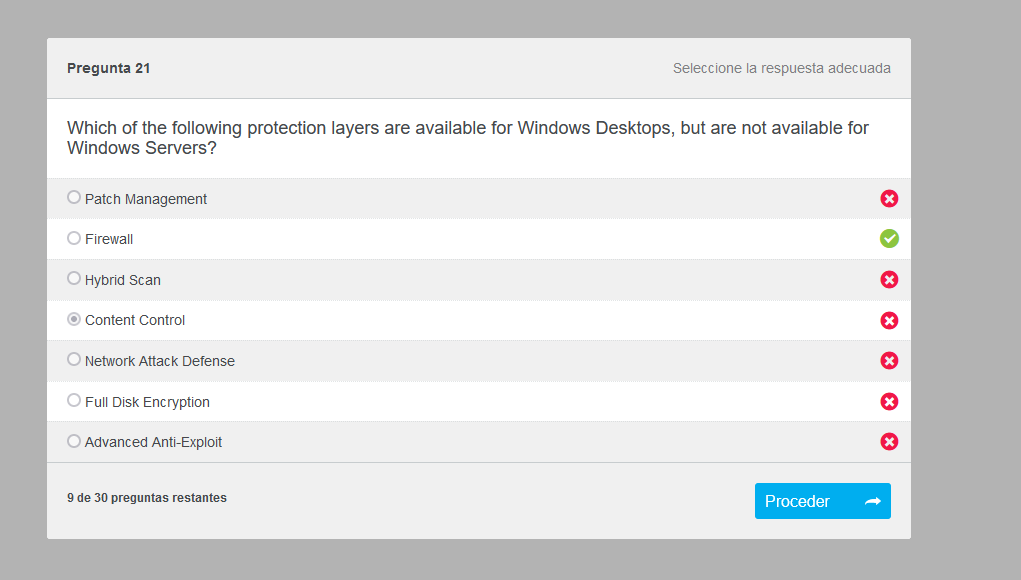 Pregunta 21
Seleccione la respuesta adecuada
Which of the following protection layers are available for Windows Desktops, but are not available for
Windows Servers?
Patch Management
Firewall
Hybrid Scan
Content Control
Network Attack Defense
Full Disk Encryption
Advanced Anti-Exploit
9 de 30 preguntas restantes
Proceder